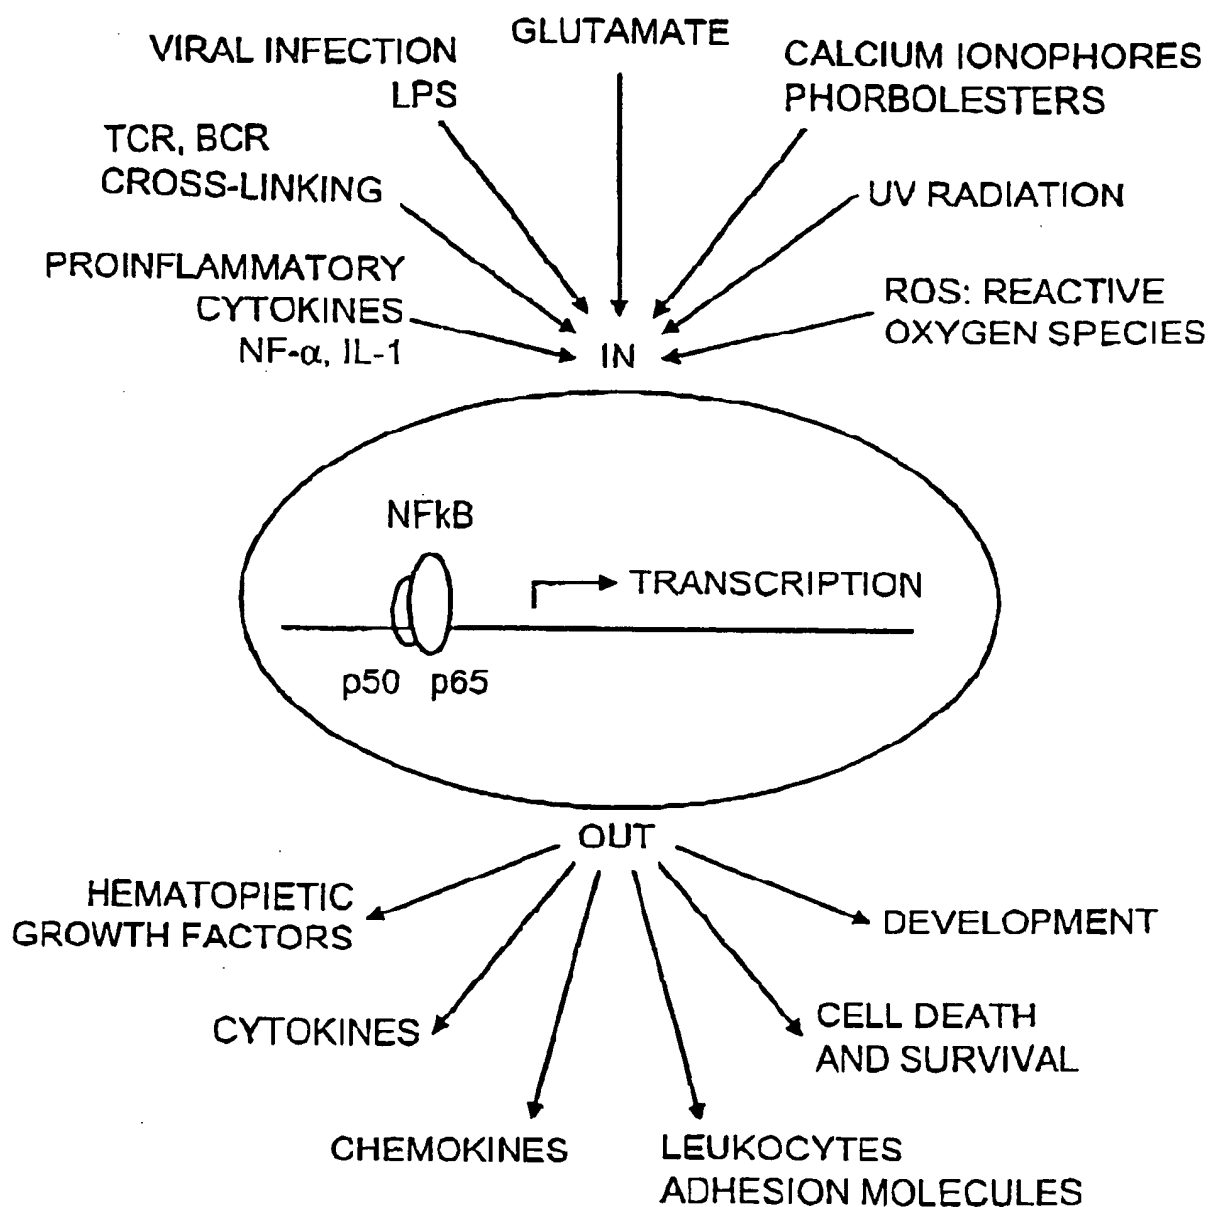 VIRAL INFECTION
LPS
GLUTAMATE
CALCIUM IONOPHORES
PHORBOLESTERS
TCR, BCR
CROSS-LINKING
UV RADIATION
PROINFLAMMATORY
CYTOKINES
NF-α, IL-1
ROS: REACTIVE
OXYGEN SPECIES
IN
NFkB
TRANSCRIPTION
p50 p65
OUT
HEMATOPIETIC
GROWTH FACTORS
DEVELOPMENT
CYTOKINES
CELL DEATH
AND SURVIVAL
CHEMOKINES
LEUKOCYTES
ADHESION MOLECULES